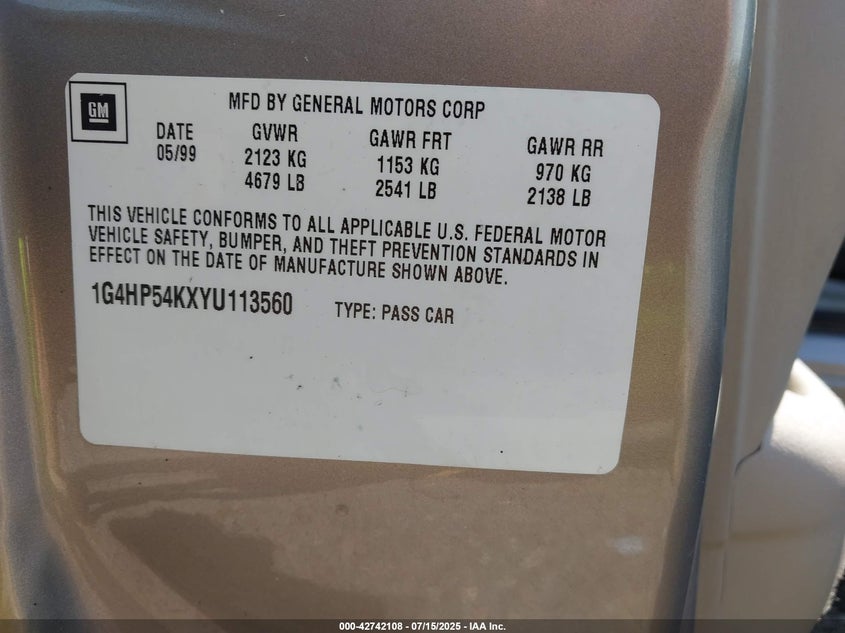 GM
MFD BY GENERAL MOTORS CORP
DATE GVWR GAWR FRT GAWR RR
05/99 2123 KG 1153 KG 970 KG
4679 LB 2541 LB 2138 LB
THIS VEHICLE CONFORMS TO ALL APPLICABLE U.S. FEDERAL MOTOR
VEHICLE SAFETY, BUMPER, AND THEFT PREVENTION STANDARDS IN
EFFECT ON THE DATE OF MANUFACTURE SHOWN ABOVE.
1G4HP54KXYU113560 TYPE: PASS CAR
000-42742108 - 07/15/2025 - IAA Inc.